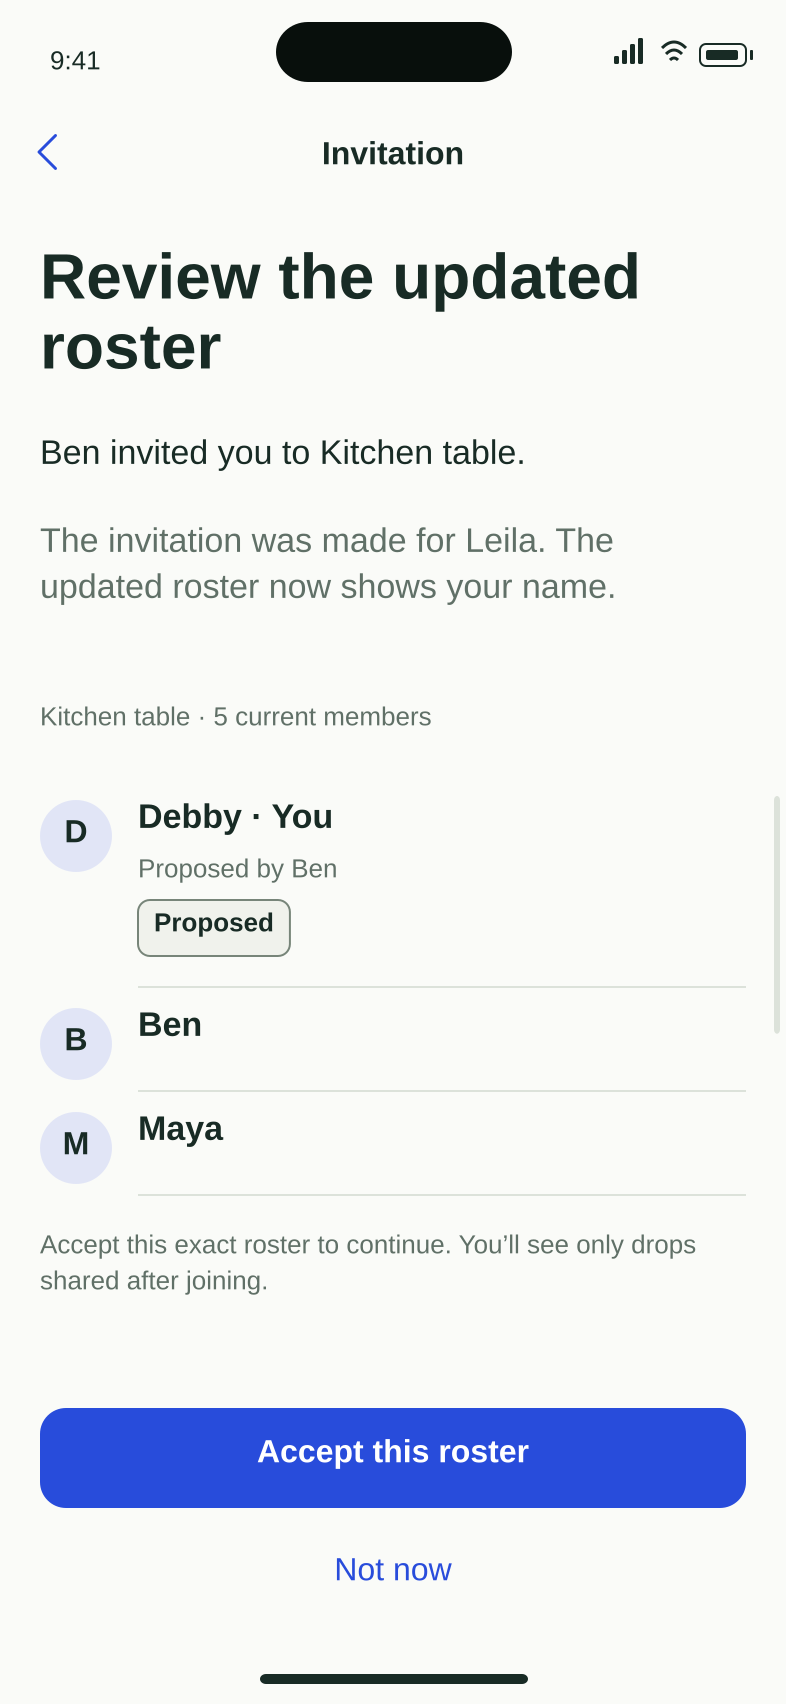 9:41
Invitation
Review the updated
roster
Ben invited you to Kitchen table.
The invitation was made for Leila. The
updated roster now shows your name.
Kitchen table · 5 current members
D
Debby · You
Proposed by Ben
Proposed
B
Ben
M
Maya
Accept this exact roster to continue. You’ll see only drops
shared after joining.
Accept this roster
Not now